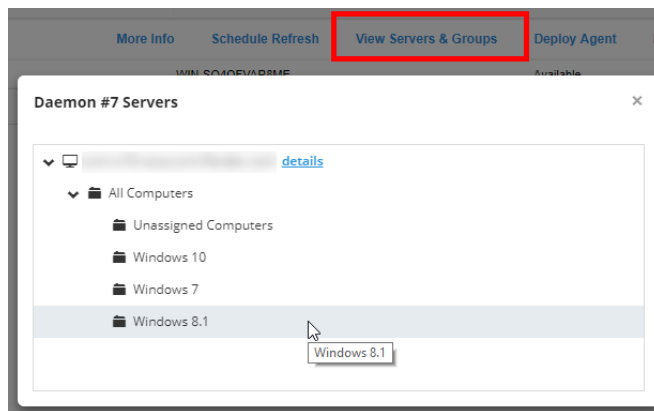 More Info Schedule Refresh View Servers & Groups Deploy Agent
Available
Daemon #7 Servers ×
details
All Computers
Unassigned Computers
Windows 10
Windows 7
Windows 8.1
Windows 8.1